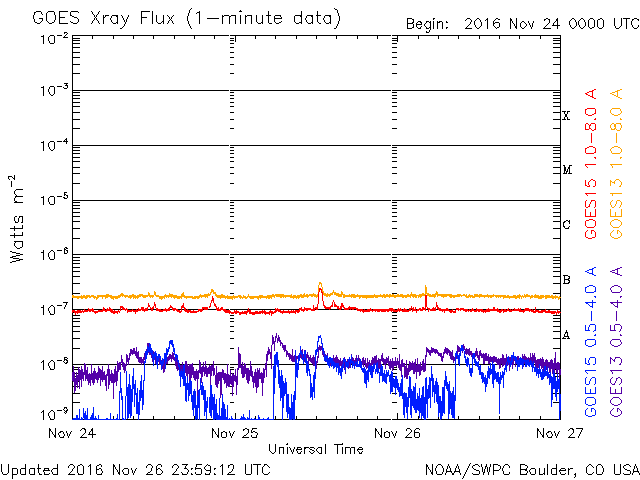 GOES Xray Flux (1-minute data)
Begin: 2016 Nov 24 0000 UTC
Watts m⁻²
10⁻²
10⁻³
10⁻⁴
10⁻⁵
10⁻⁶
10⁻⁷
10⁻⁸
10⁻⁹
X
M
C
B
A
GOES15 1.0-8.0 A
GOES13 1.0-8.0 A
GOES15 0.5-4.0 A
GOES13 0.5-4.0 A
Nov 24
Nov 25
Nov 26
Nov 27
Universal Time
Updated 2016 Nov 26 23:59:12 UTC
NOAA/SWPC Boulder, CO USA